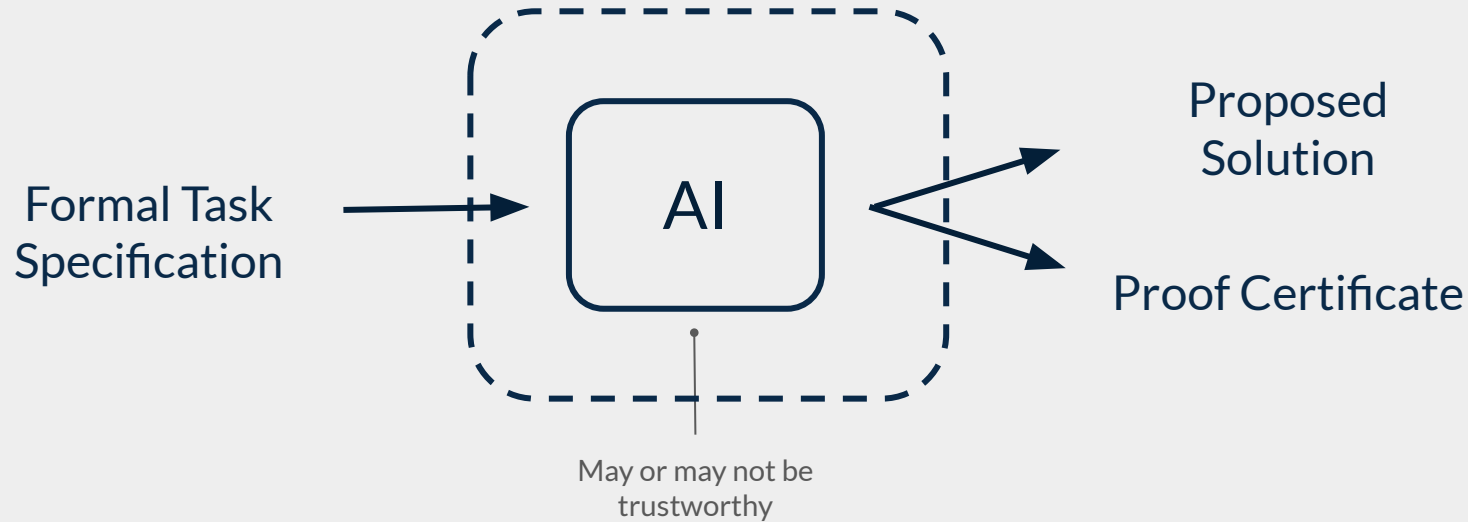 Formal Task
Specification
AI
Proposed
Solution
Proof Certificate
May or may not be
trustworthy